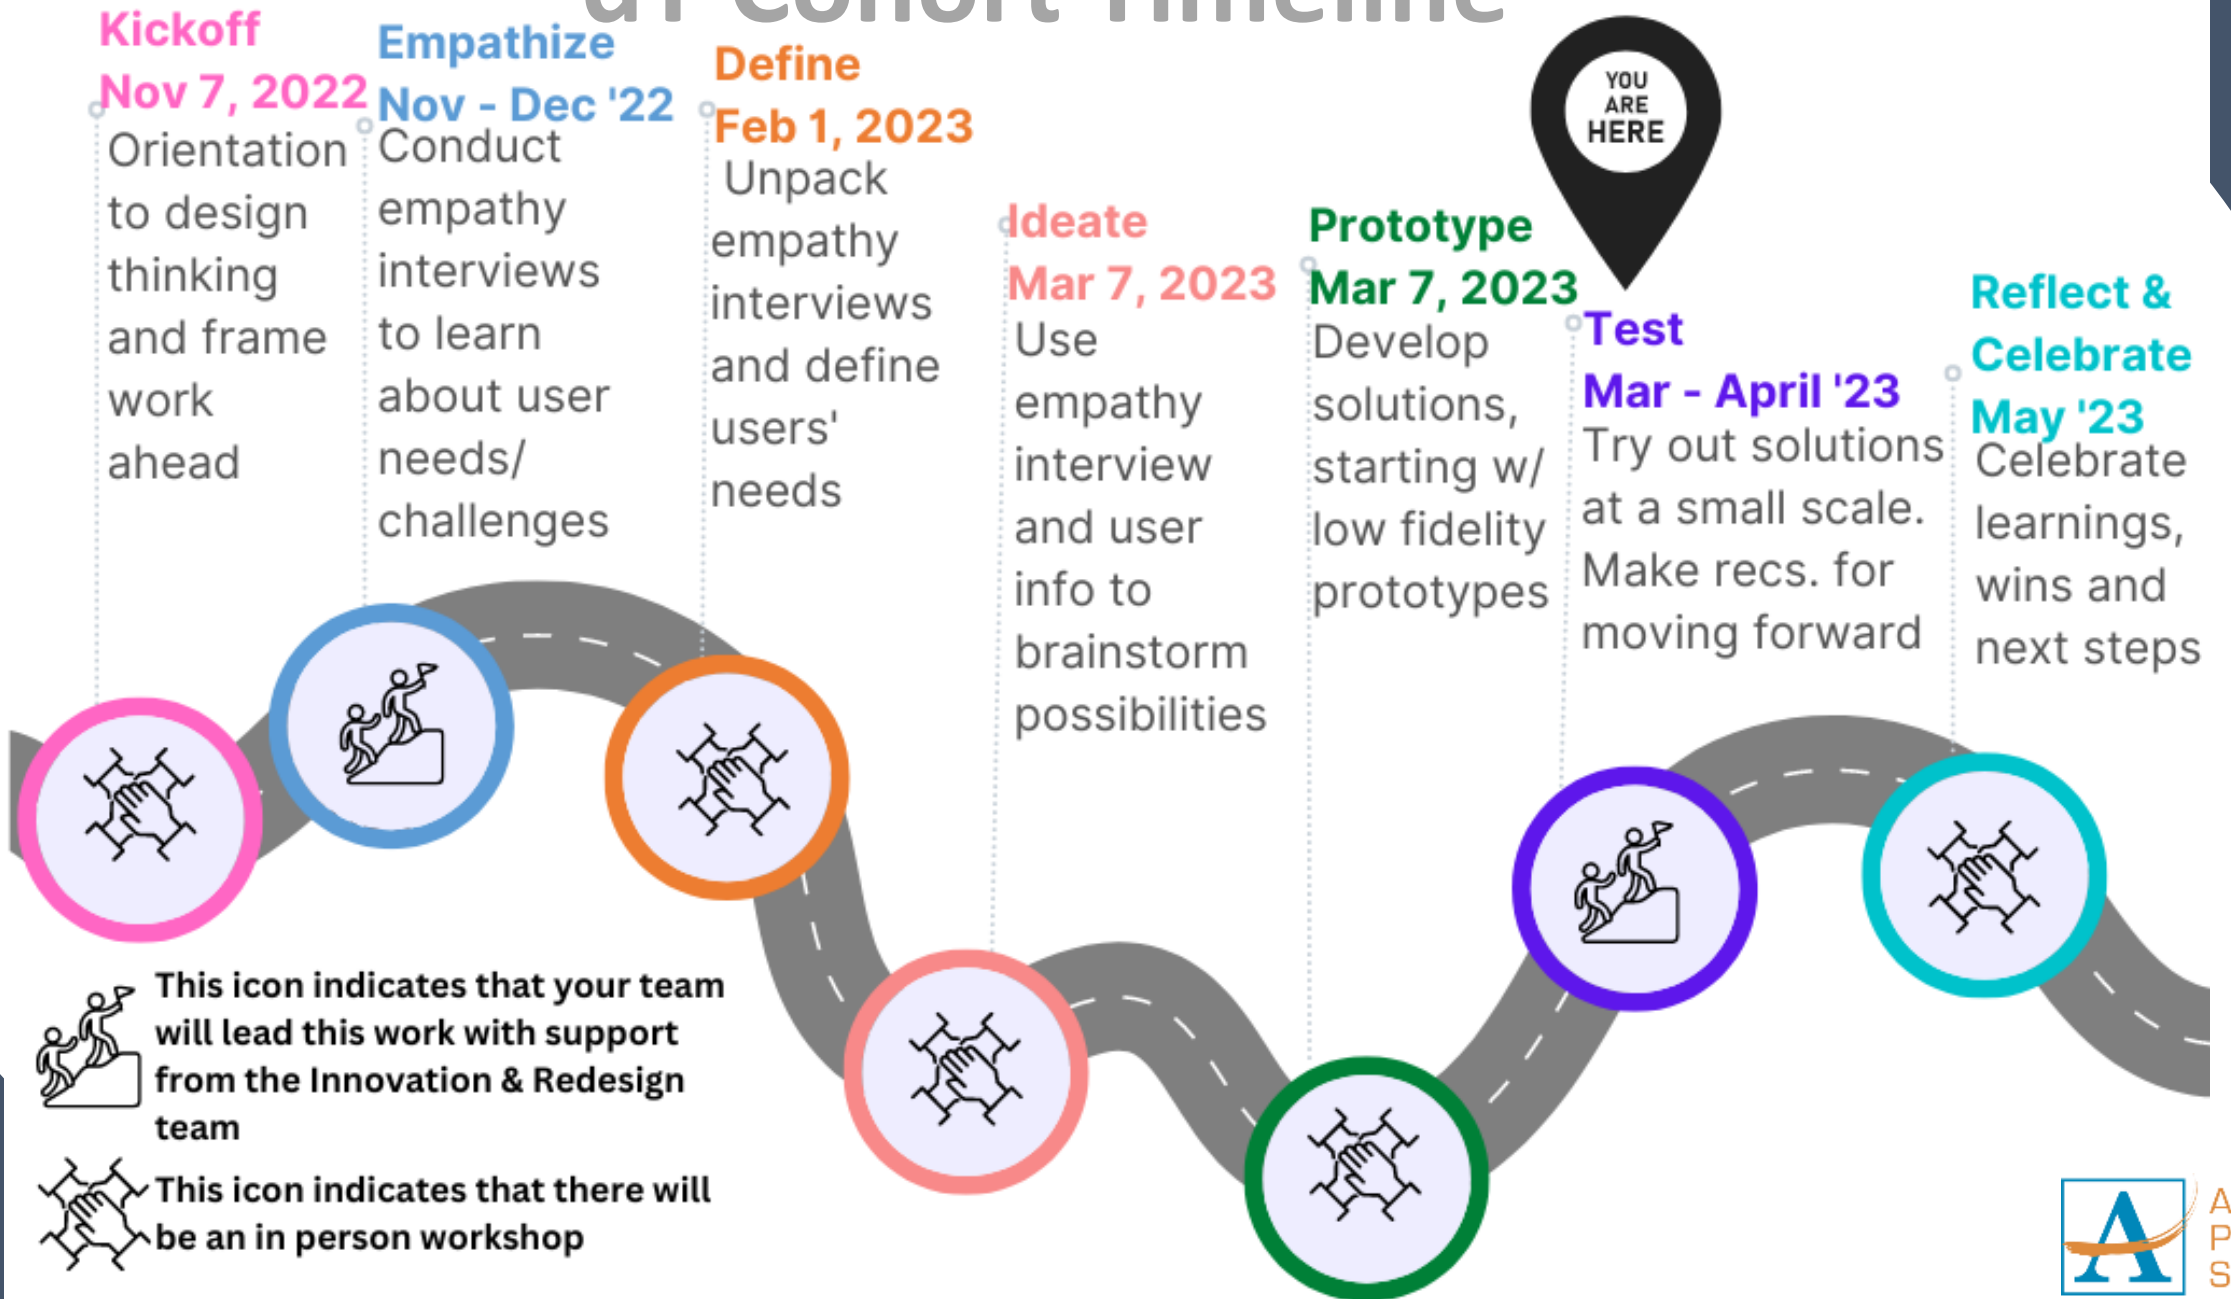 Cohort Timeline
Kickoff
Nov 7, 2022
Orientation
to design
thinking
and frame
work
ahead
Empathize
Nov - Dec '22
Conduct
empathy
interviews
to learn
about user
needs/
challenges
Define
Feb 1, 2023
Unpack
empathy
interviews
and define
users'
needs
Ideate
Mar 7, 2023
Use
empathy
interview
and user
info to
brainstorm
possibilities
Prototype
Mar 7, 2023
Develop
solutions,
starting w/
low fidelity
prototypes
YOU
ARE
HERE
Test
Mar - April '23
Try out solutions
at a small scale.
Make recs. for
moving forward
Reflect &
Celebrate
May '23
Celebrate
learnings,
wins and
next steps
This icon indicates that your team
will lead this work with support
from the Innovation & Redesign
team
This icon indicates that there will
be an in person workshop
A
A
P
S